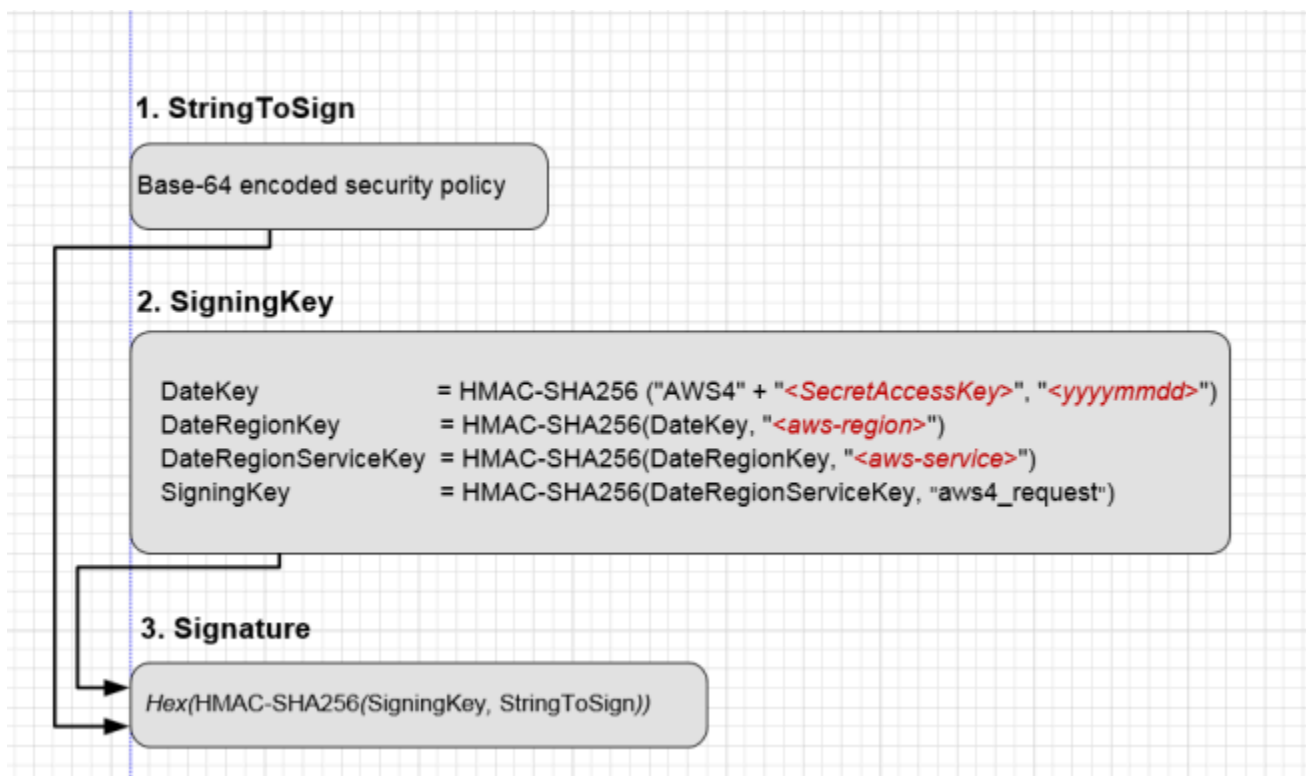 1. StringToSign
Base-64 encoded security policy
2. SigningKey
DateKey = HMAC-SHA256 ("AWS4" + "<SecretAccessKey>", "<yyyymmdd>")
DateRegionKey = HMAC-SHA256(DateKey, "<aws-region>")
DateRegionServiceKey = HMAC-SHA256(DateRegionKey, "<aws-service>")
SigningKey = HMAC-SHA256(DateRegionServiceKey, "aws4_request")
3. Signature
Hex(HMAC-SHA256(SigningKey, StringToSign))